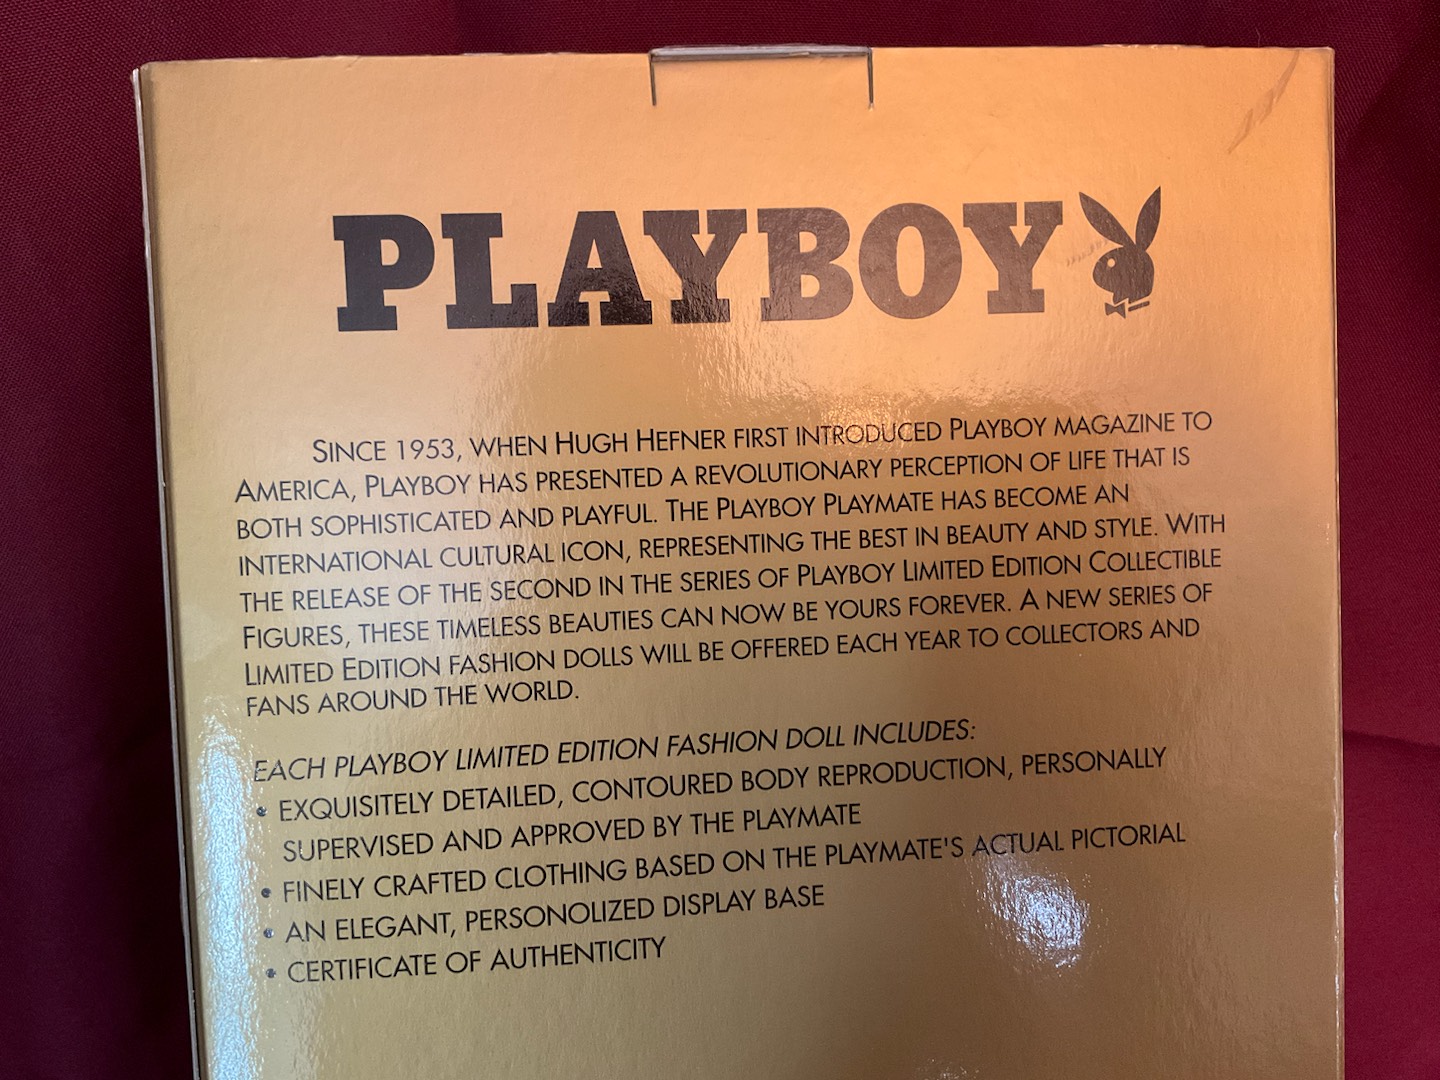 PLAYBOY
SINCE 1953, WHEN HUGH HEFNER FIRST INTRODUCED PLAYBOY MAGAZINE TO
AMERICA, PLAYBOY HAS PRESENTED A REVOLUTIONARY PERCEPTION OF LIFE THAT IS
BOTH SOPHISTICATED AND PLAYFUL. THE PLAYBOY PLAYMATE HAS BECOME AN
INTERNATIONAL CULTURAL ICON, REPRESENTING THE BEST IN BEAUTY AND STYLE. WITH
THE RELEASE OF THE SECOND IN THE SERIES OF PLAYBOY LIMITED EDITION COLLECTIBLE
FIGURES, THESE TIMELESS BEAUTIES CAN NOW BE YOURS FOREVER. A NEW SERIES OF
LIMITED EDITION FASHION DOLLS WILL BE OFFERED EACH YEAR TO COLLECTORS AND
FANS AROUND THE WORLD.
EACH PLAYBOY LIMITED EDITION FASHION DOLL INCLUDES:
• EXQUISITELY DETAILED, CONTOURED BODY REPRODUCTION, PERSONALLY
SUPERVISED AND APPROVED BY THE PLAYMATE
• FINELY CRAFTED CLOTHING BASED ON THE PLAYMATE'S ACTUAL PICTORIAL
• AN ELEGANT, PERSONOLIZED DISPLAY BASE
• CERTIFICATE OF AUTHENTICITY